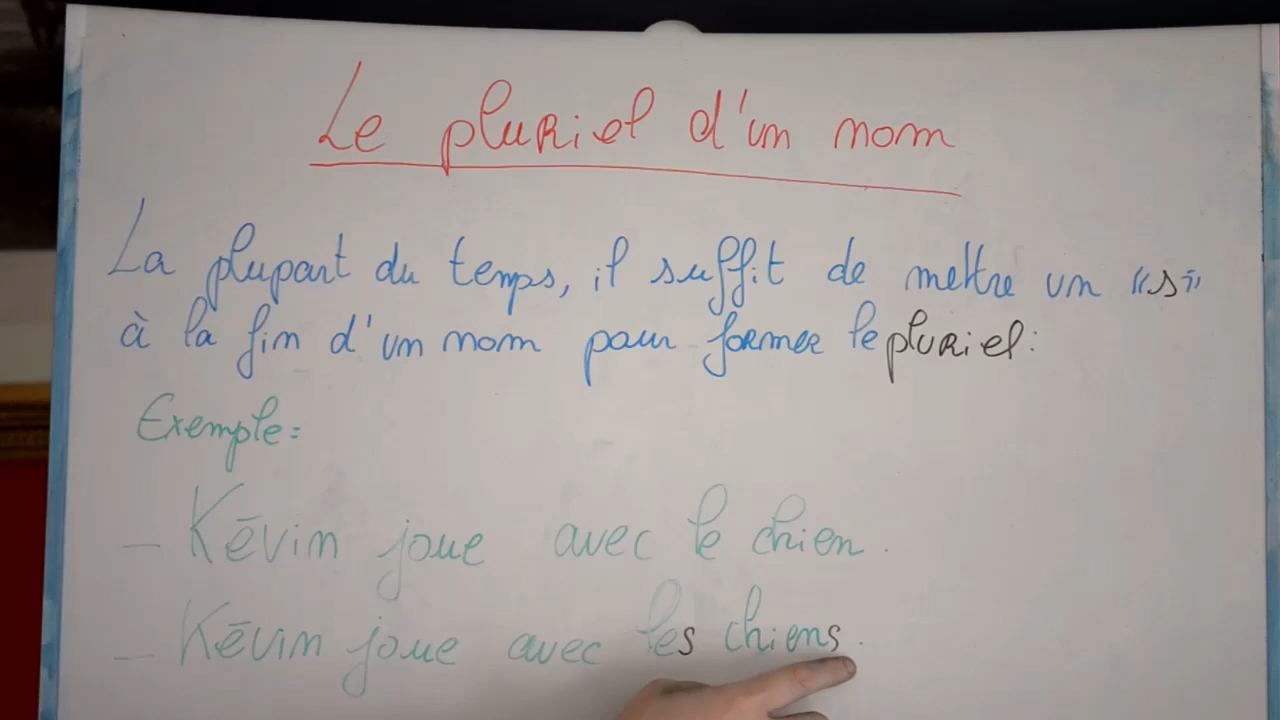 Le pluriel d'un nom
La plupart du temps, il suffit de mettre un "s"
à la fin d'un nom pour former le pluriel:
Exemple:
- Kévin joue avec le chien.
- Kévin joue avec les chiens.